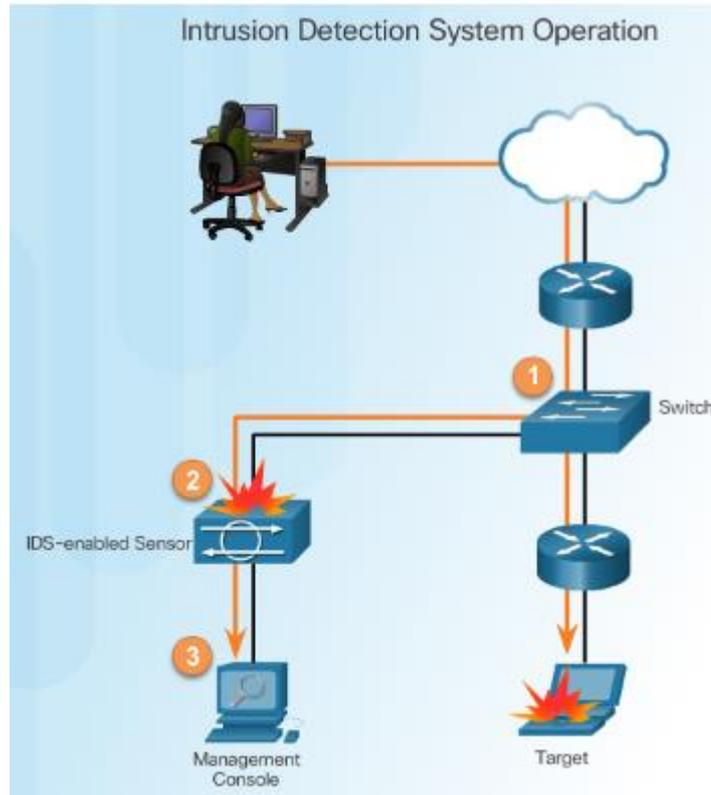 Intrusion Detection System Operation
1
Switch
2
IDS-enabled Sensor
3
Management
Console
Target